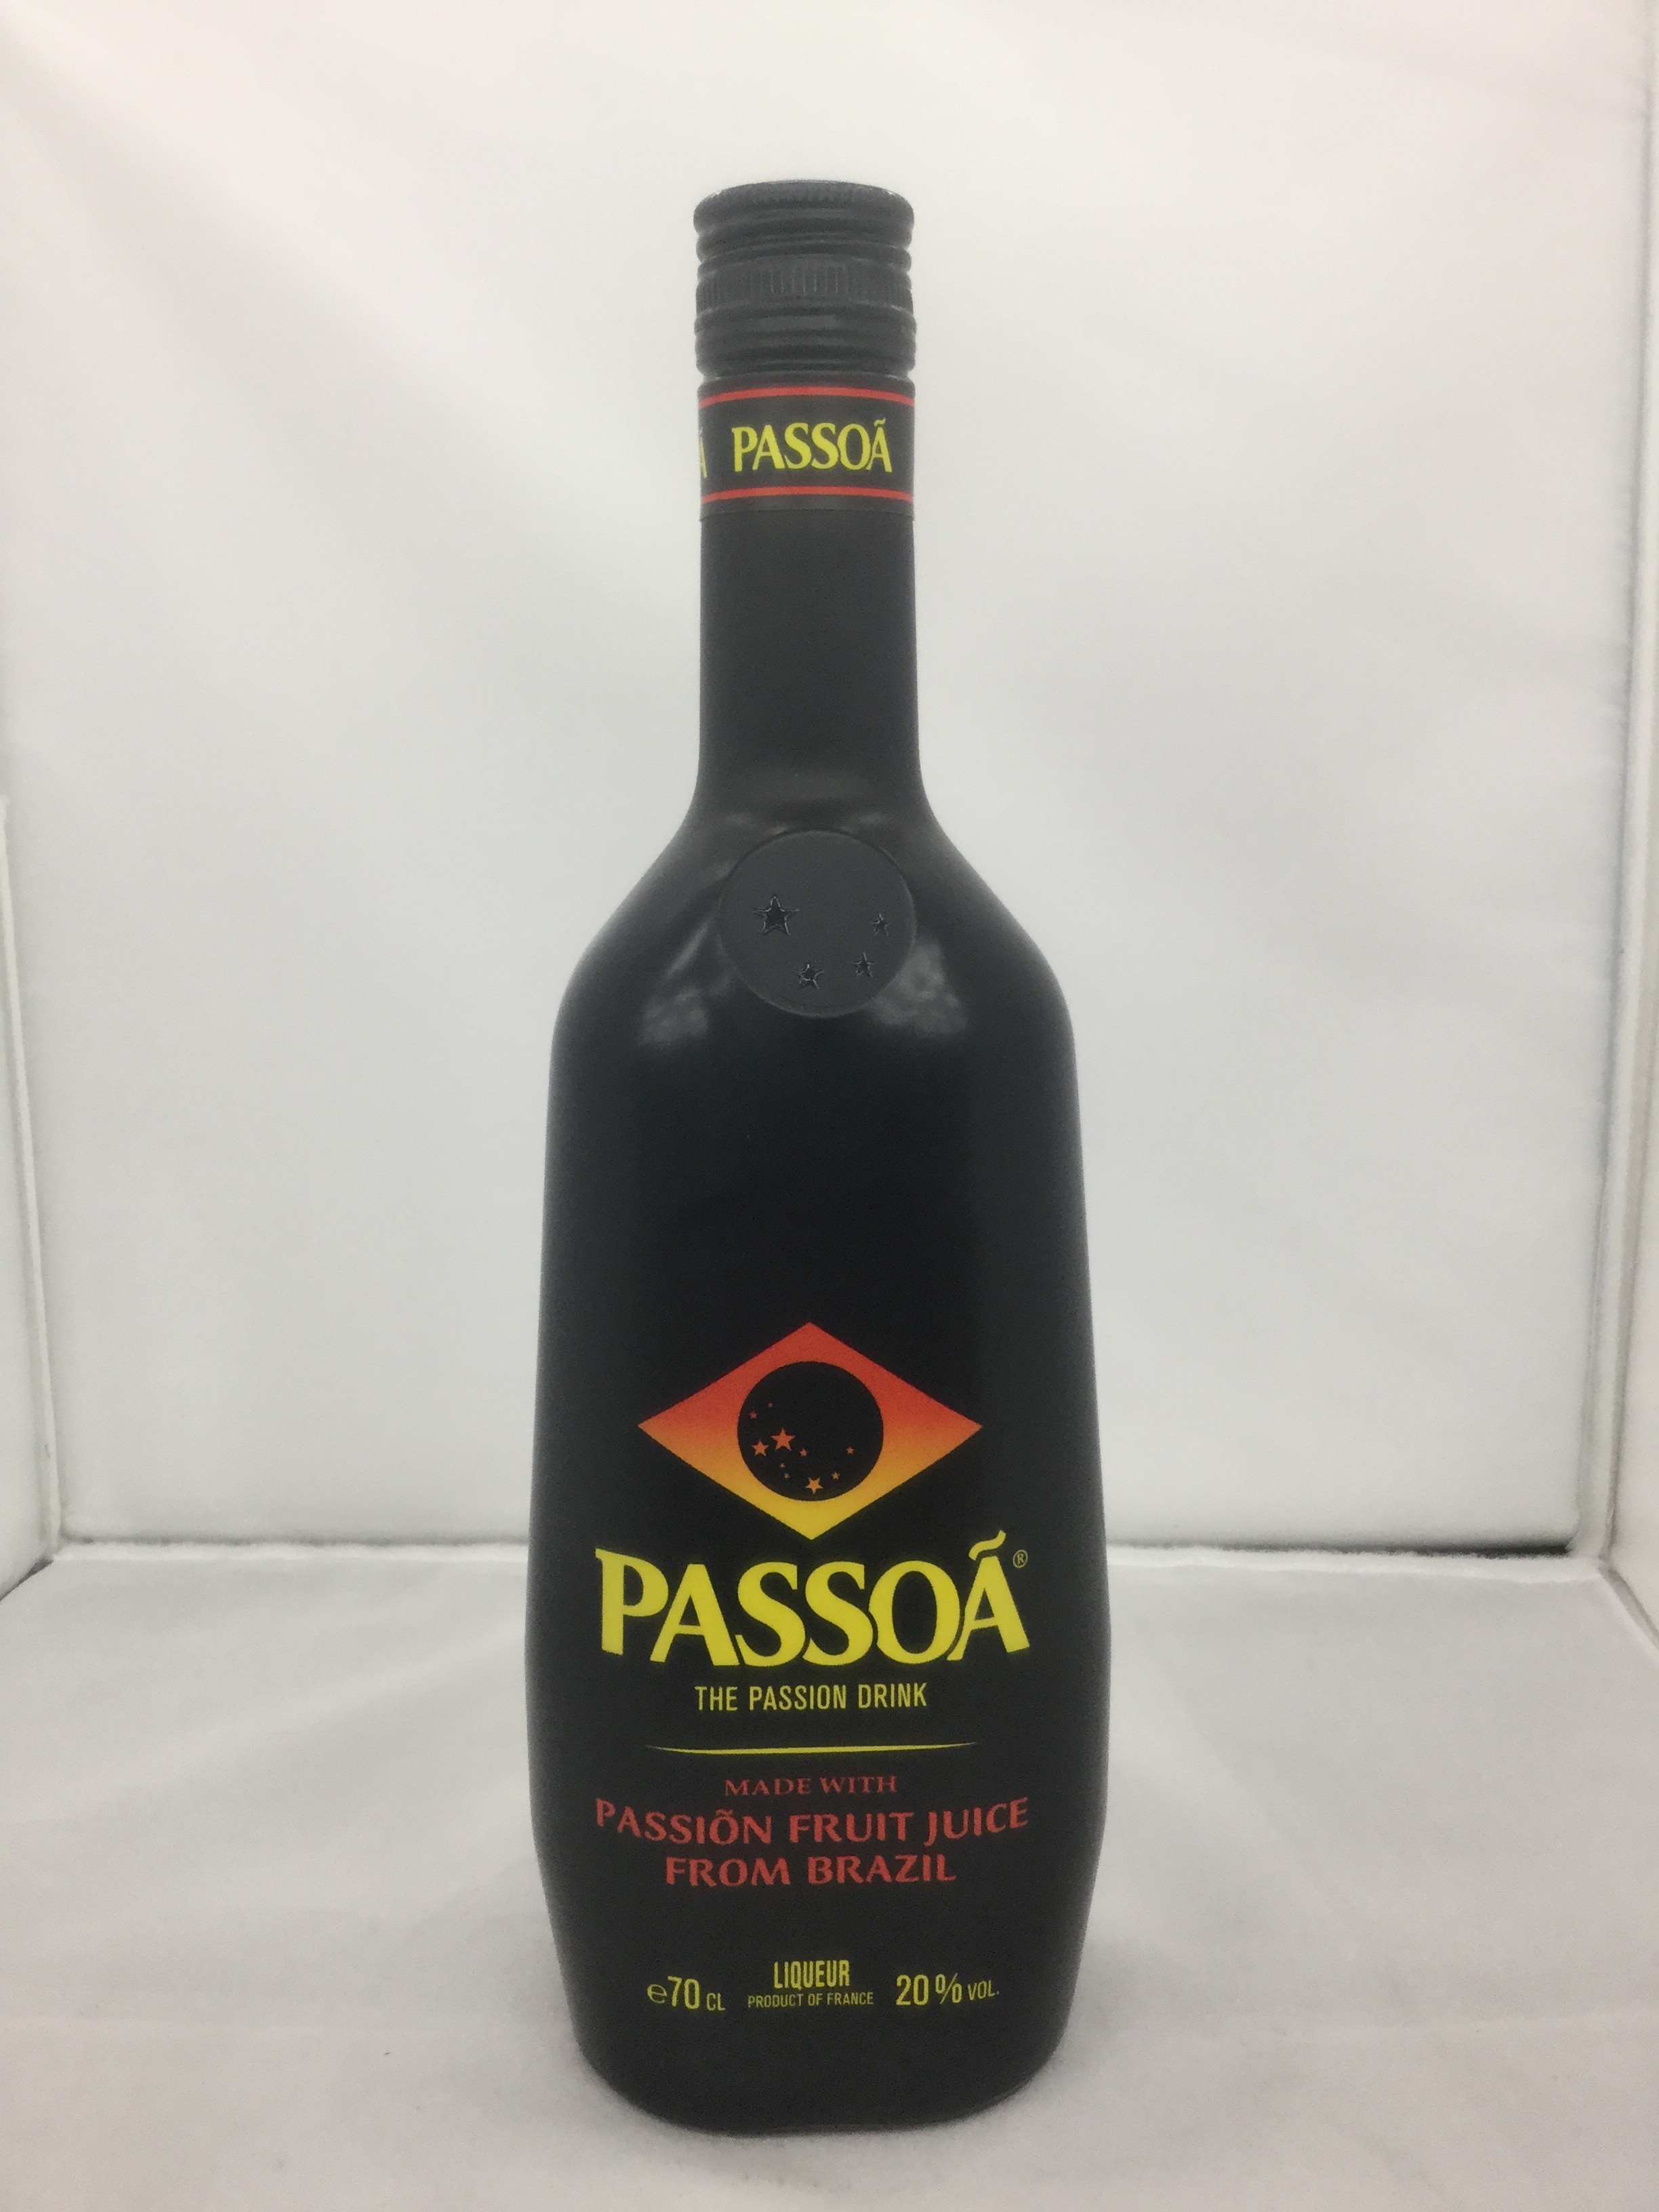 Ã PASSOÃ
PASSOÃ®
THE PASSION DRINK
MADE WITH
PASSIÕN FRUIT JUICE
FROM BRAZIL
℮70 CL LIQUEUR 20% VOL.
PRODUCT OF FRANCE